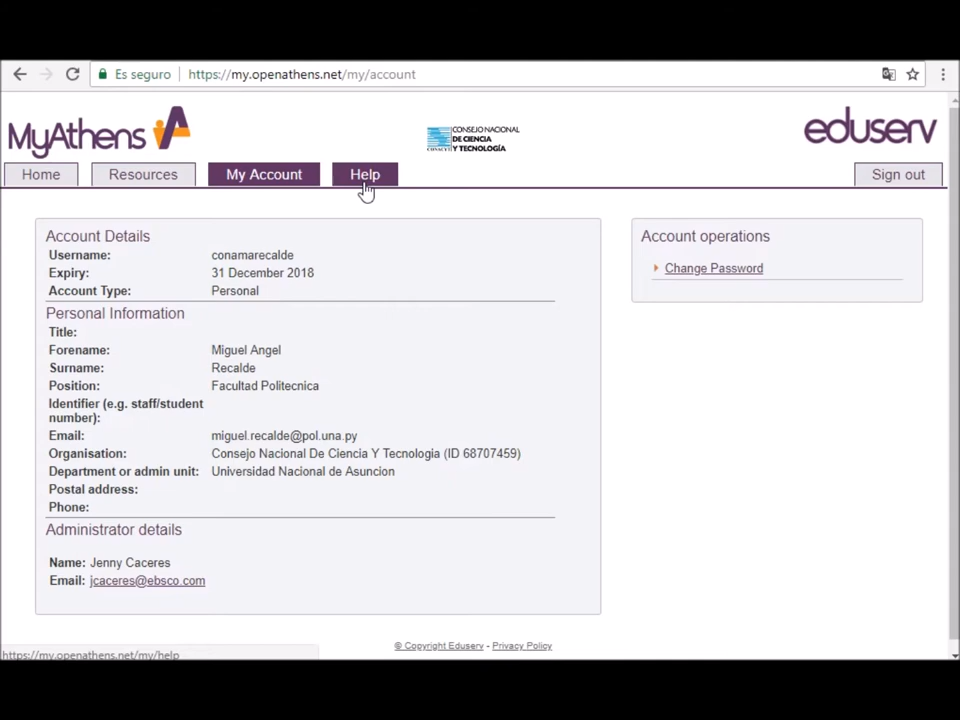 Es seguro https://my.openathens.net/my/account
MyAthens
CONSEJO NACIONAL
DE CIENCIA
Y TECNOLOGÍA
CONACYT
eduserv
Home Resources My Account Help Sign out
Account Details
Username: conamarecalde
Expiry: 31 December 2018
Account Type: Personal
Personal Information
Title:
Forename: Miguel Angel
Surname: Recalde
Position: Facultad Politecnica
Identifier (e.g. staff/student
number):
Email: miguel.recalde@pol.una.py
Organisation: Consejo Nacional De Ciencia Y Tecnologia (ID 68707459)
Department or admin unit: Universidad Nacional de Asuncion
Postal address:
Phone:
Administrator details
Name: Jenny Caceres
Email: jcaceres@ebsco.com
Account operations
Change Password
© Copyright Eduserv - Privacy Policy
https://my.openathens.net/my/help